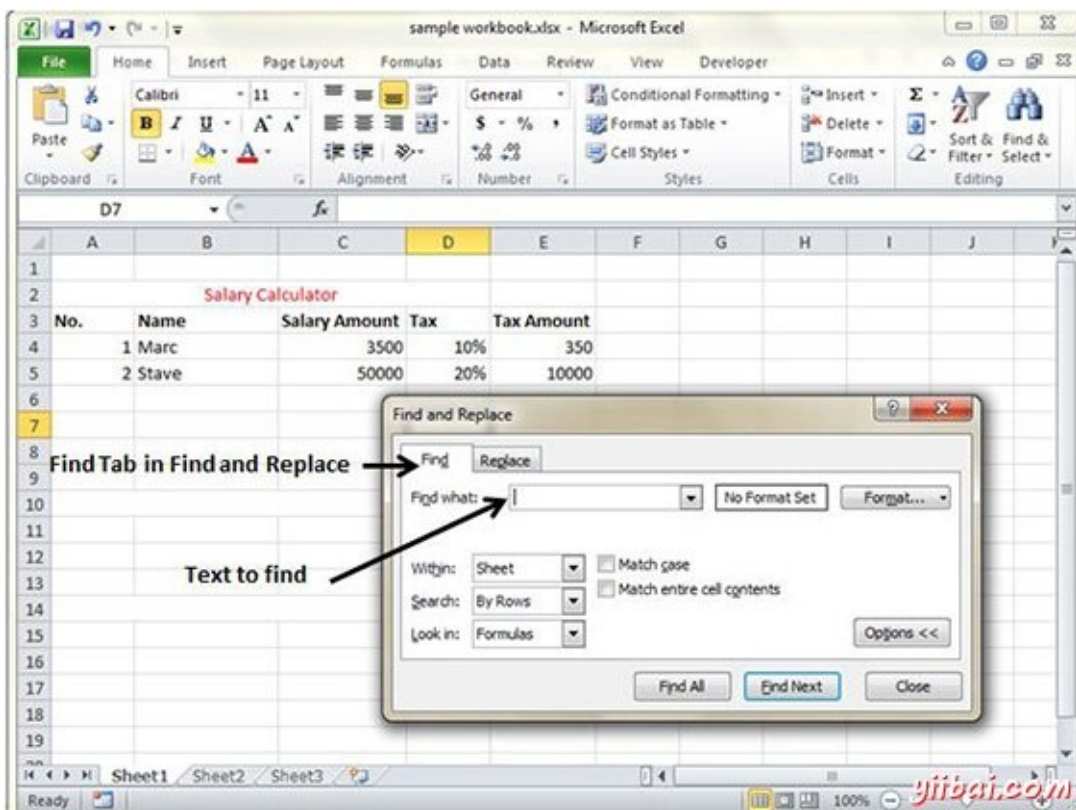 sample workbook.xlsx - Microsoft Excel
File Home Insert Page Layout Formulas Data Review View Developer
Calibri 11 General Conditional Formatting Insert Σ
Paste B I U A A $ % , Format as Table Delete Sort & Find &
A Cell Styles Format Filter Select
Clipboard Font Alignment Number Styles Cells Editing
D7 fx
A B C D E F G H I J
1
2 Salary Calculator
3 No. Name Salary Amount Tax Tax Amount
4 1 Marc 3500 10% 350
5 2 Stave 50000 20% 10000
6
7
8
9
10
11
12
13
14
15
16
17
18
19
Find and Replace
Find Tab in Find and Replace
Find Replace
Find what: No Format Set Format...
Text to find
Within: Sheet Match case
Search: By Rows Match entire cell contents
Look in: Formulas Options <<
Find All Find Next Close
Sheet1 Sheet2 Sheet3
Ready 100%
yiibai.com